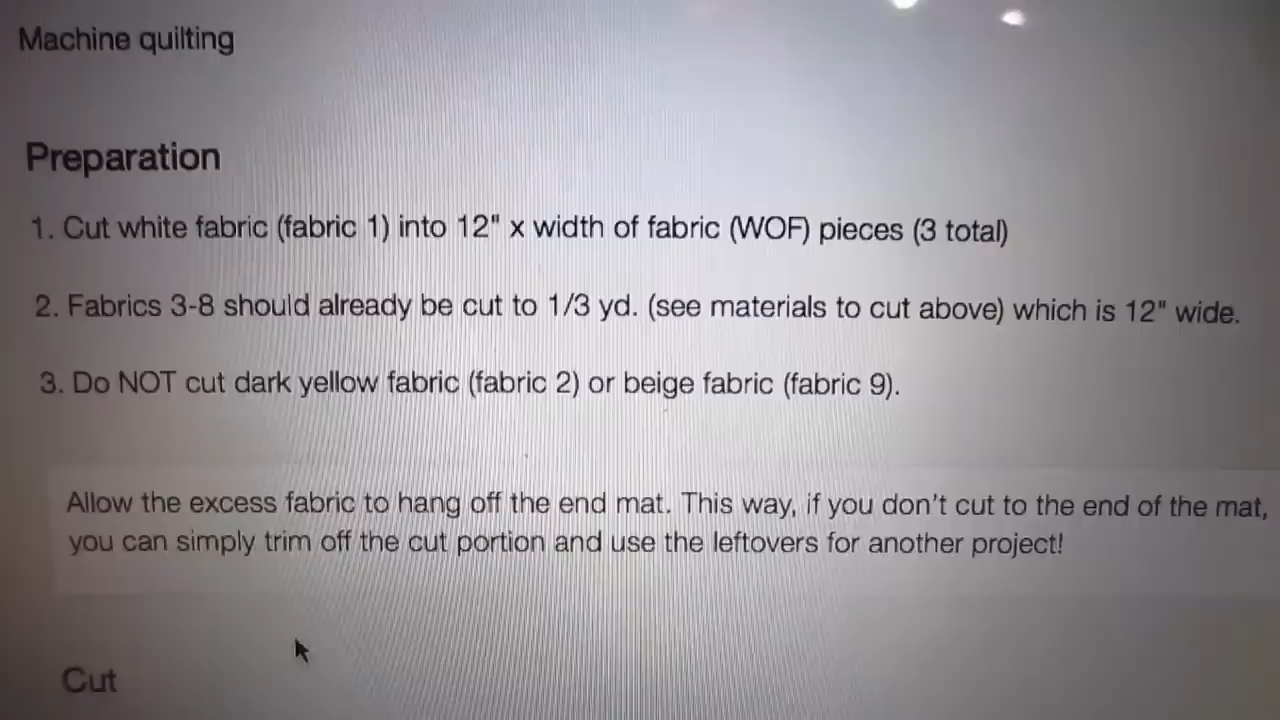 Machine quilting
Preparation
1. Cut white fabric (fabric 1) into 12" x width of fabric (WOF) pieces (3 total)
2. Fabrics 3-8 should already be cut to 1/3 yd. (see materials to cut above) which is 12" wide.
3. Do NOT cut dark yellow fabric (fabric 2) or beige fabric (fabric 9).
Allow the excess fabric to hang off the end mat. This way, if you don't cut to the end of the mat,
you can simply trim off the cut portion and use the leftovers for another project!
Cut